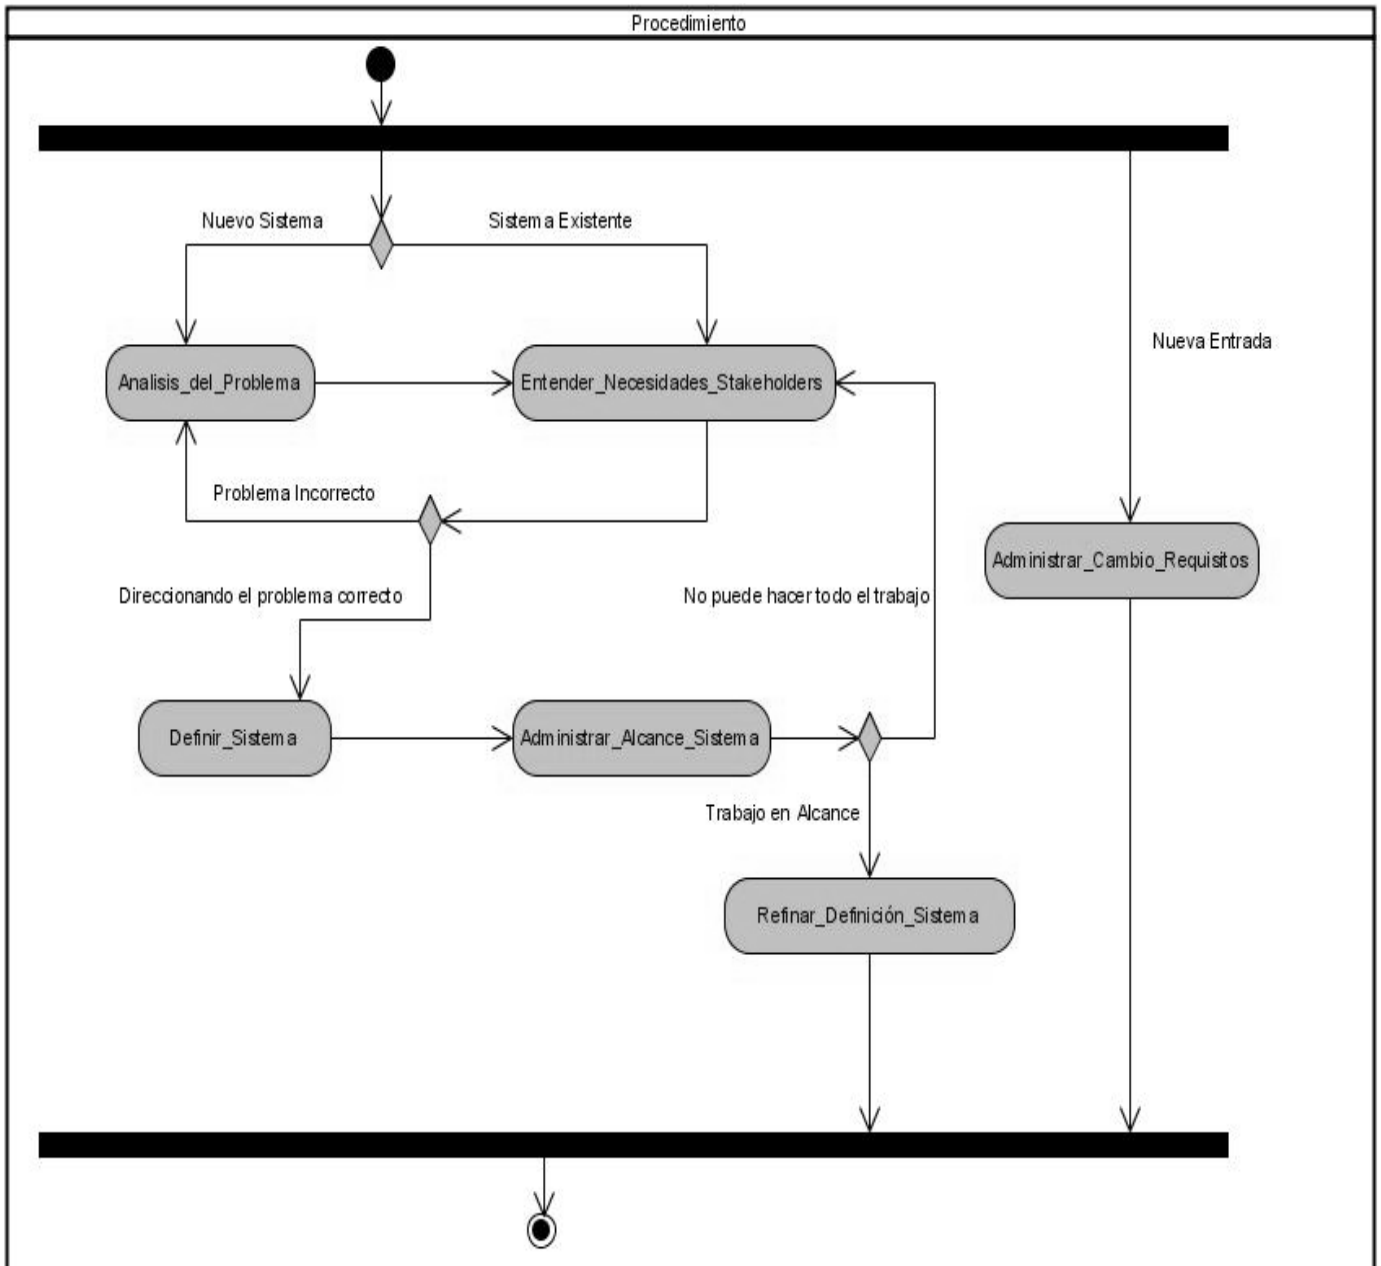 Procedimiento
Nuevo Sistema
Sistema Existente
Nueva Entrada
Analisis_del_Problema
Entender_Necesidades_Stakeholders
Problema Incorrecto
Administrar_Cambio_Requisitos
Direccionando el problema correcto
No puede hacer todo el trabajo
Definir_Sistema
Administrar_Alcance_Sistema
Trabajo en Alcance
Refinar_Definición_Sistema